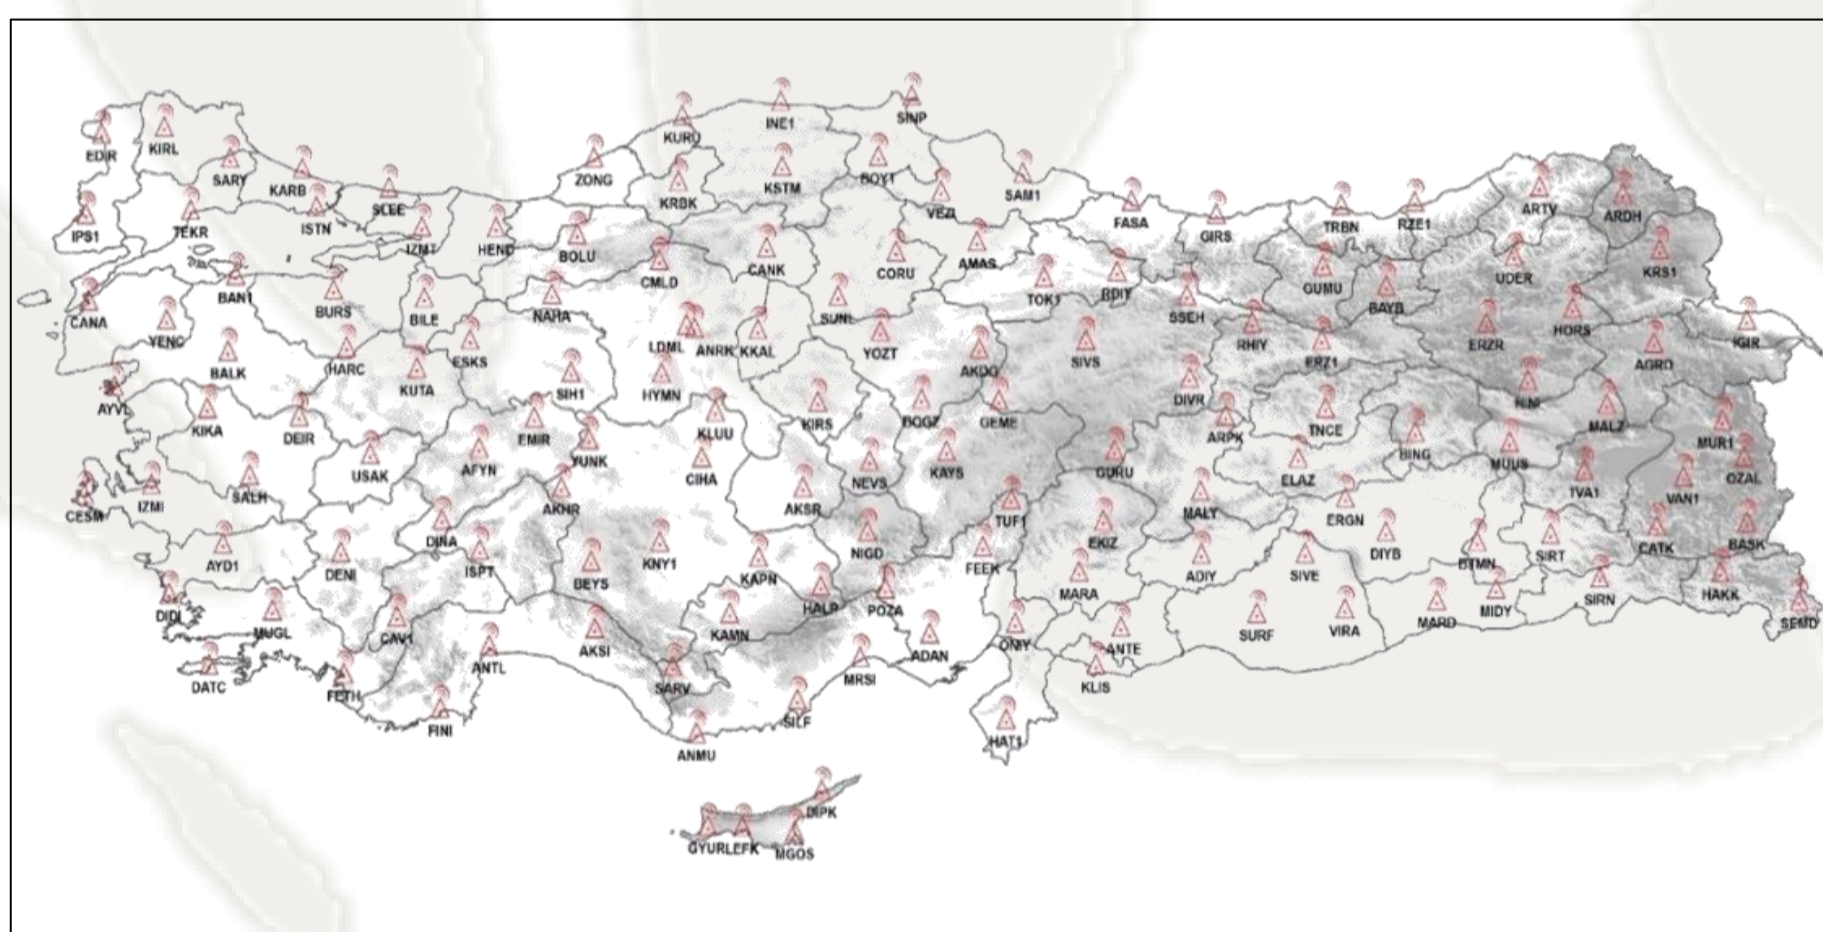 SINP
KURU
INE1
EDIR
KIRL
SARY
KARB
ZONG
KRBK
KSTM
BOY1
VEZI
SAM1
SLEE
IPS1
TEKR
ISTN
IZMT
HEND
BOLU
CMLD
CANK
CORU
AMAS
FASA
GIRS
TRBN
RZE1
ARTV
ARDH
KRS1
UDER
GUMU
BAYB
TOK1
RDIY
SSEH
HORS
IGIR
CANA
YENC
BAN1
BURS
BILE
NAHA
SUNL
LDML
ANRK
KKAL
YOZT
SIVS
RHIY
ERZ1
ERZR
AGRD
BALK
HARC
KUTA
ESKS
SIH1
HYMN
AKDG
DIVR
HINI
AYVL
KIKA
DEIR
EMIR
YUNK
KLUU
KIRS
BOGZ
GEME
ARPK
TNCE
BING
MALZ
MUR1
USAK
AFYN
CIHA
NEVS
KAYS
GURU
ELAZ
MUUS
TVA1
VAN1
OZAL
CESM
IZMI
SALH
AKHR
AKSR
TUF1
MALY
ERGN
DINA
NIGD
EKIZ
DIYB
BTMN
SIRT
CATK
BASK
AYD1
DENI
ISPT
BEYS
KNY1
KAPN
FEEK
ADIY
SIVE
DIDI
MUGL
CAV1
HALP
POZA
MARA
MIDY
SIRN
HAKK
SEMD
KAMN
ONIY
ANTE
SURF
VIRA
MARD
DATC
FETH
ANTL
AKSI
SARV
MRSI
ADAN
KLIS
FINI
ANMU
SILF
HAT1
DIPK
GYUR
LEFK
MGOS